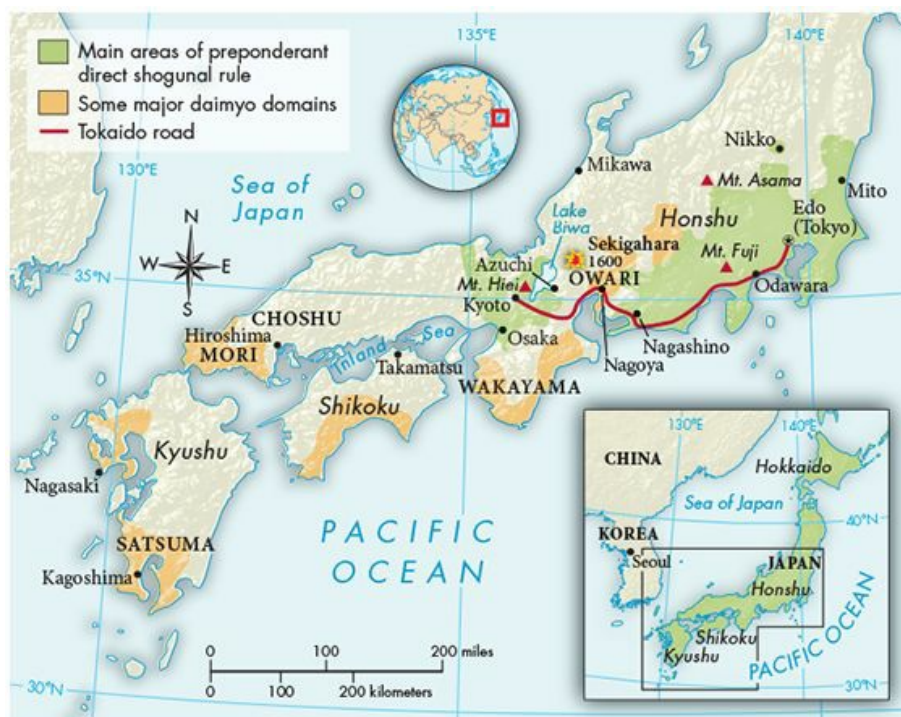 Main areas of preponderant
direct shogunal rule
Some major daimyo domains
Tokaido road
135°E
140°E
130°E
Sea of
Japan
N
W
E
S
35°N
Mikawa
Nikko
Mt. Asama
Mito
Honshu
Edo
(Tokyo)
Lake
Biwa
Sekigahara
1600
Mt. Fuji
Azuchi
OWARI
Mt. Hiei
Kyoto
Odawara
CHOSHU
Hiroshima
MORI
Inland Sea
Osaka
Nagashino
Takamatsu
Nagoya
WAKAYAMA
Shikoku
Kyushu
Nagasaki
PACIFIC
OCEAN
SATSUMA
Kagoshima
0
200 miles
0
100
100
200 kilometers
30°N
130°E
140°E
CHINA
Hokkaido
Sea of Japan
40°N
KOREA
Seoul
JAPAN
Honshu
Shikoku
Kyushu
PACIFIC OCEAN
30°N